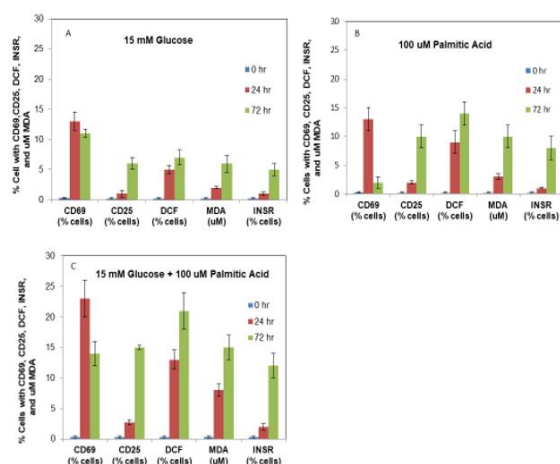 A
15 mM Glucose
% Cells with CD69,CD25, DCF, INSR,
and uM MDA
30
25
20
15
10
5
0
0 hr
24 hr
72 hr
CD69
(% cells)
CD25
(% cells)
DCF
(% cells)
MDA
(uM)
INSR
(% cells)
B
100 uM Palmitic Acid
% Cells with CD69, CD25, DCF, INSR,
and uM MDA
30
25
20
15
10
5
0
0 hr
24 hr
72 hr
CD69
(% cells)
CD25
(% cells)
DCF
(% cells)
MDA
(uM)
INSR
(% cells)
C
15 mM Glucose + 100 uM Palmitic Acid
% Cells with CD69, CD25, DCF, INSR,
and uM MDA
30
25
20
15
10
5
0
0 hr
24 hr
72 hr
CD69
(% cells)
CD25
(% cells)
DCF
(% cells)
MDA
(uM)
INSR
(% cells)